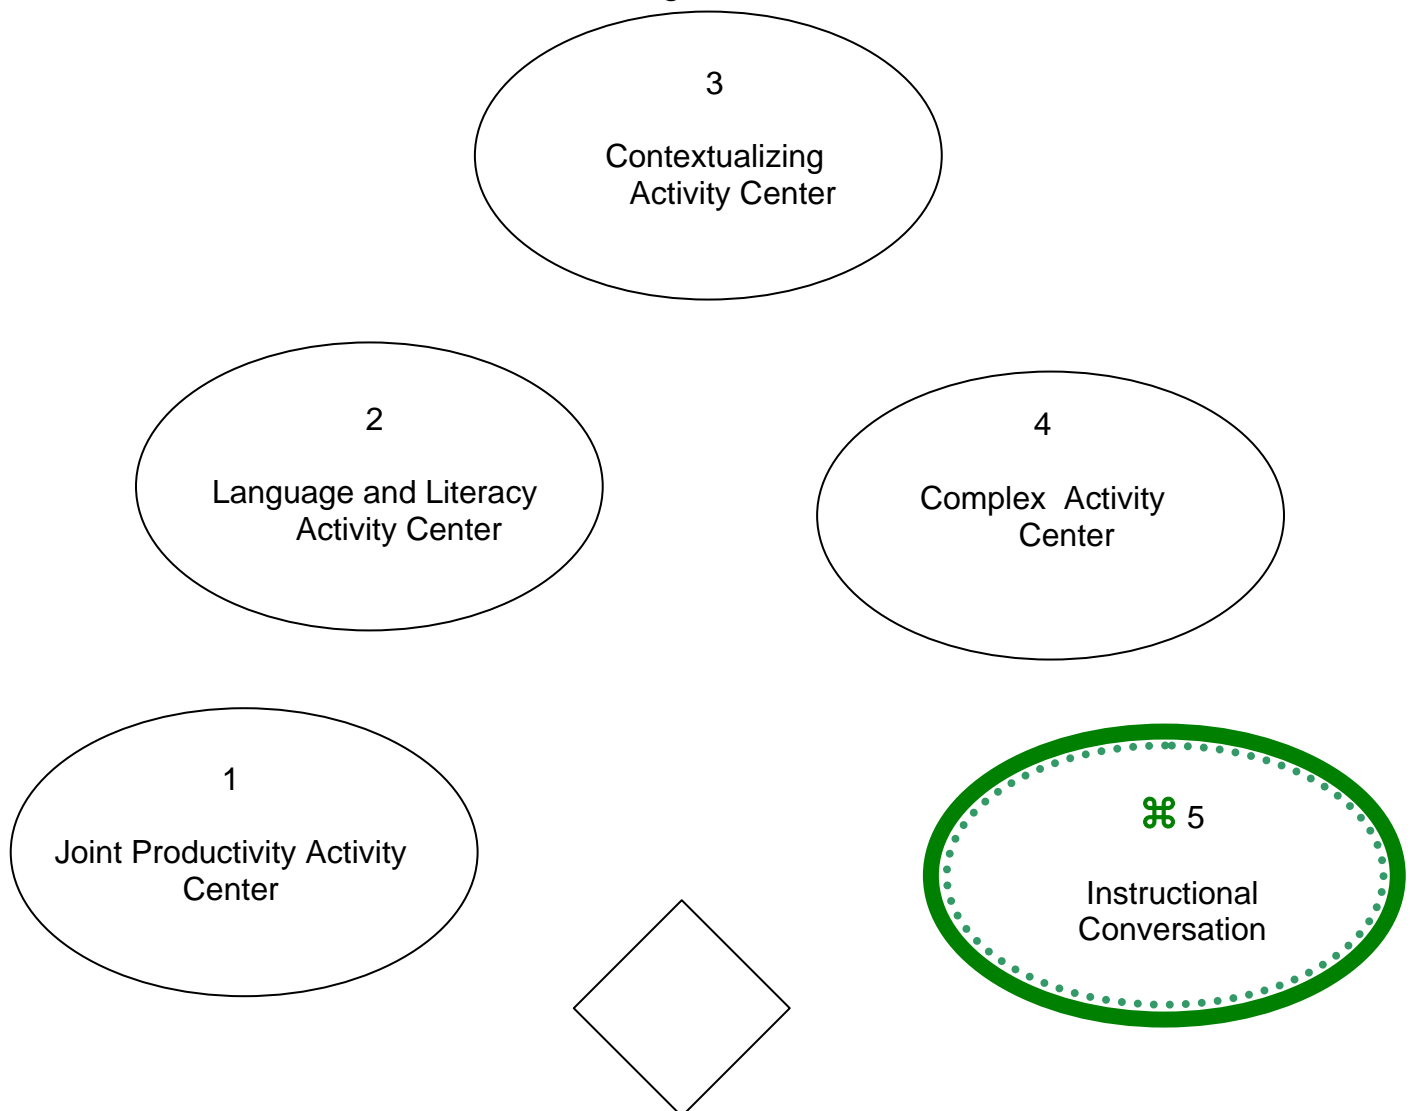 3
Contextualizing
Activity Center
2
Language and Literacy
Activity Center
4
Complex Activity
Center
1
Joint Productivity Activity
Center
⌘ 5
Instructional
Conversation